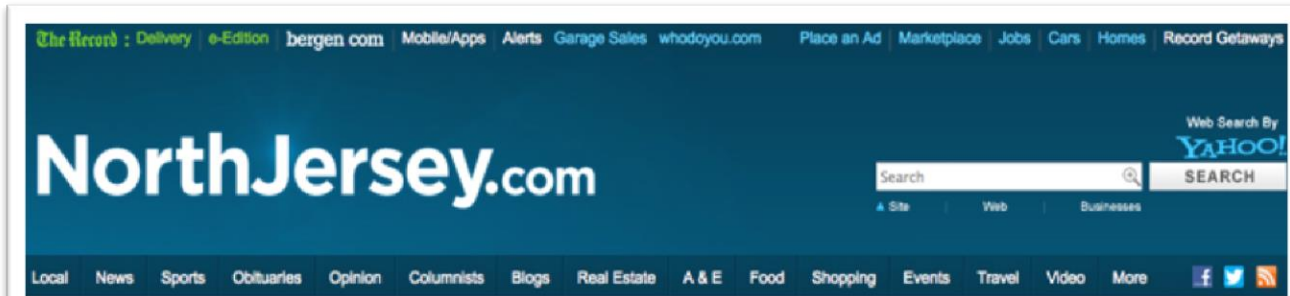 The Record : Delivery e-Edition bergen.com Mobile/Apps Alerts Garage Sales whodoyou.com Place an Ad Marketplace Jobs Cars Homes Record Getaways
Web Search By
YAHOO!
NorthJersey.com
Search SEARCH
Site Web Businesses
Local News Sports Obituaries Opinion Columnists Blogs Real Estate A & E Food Shopping Events Travel Video More